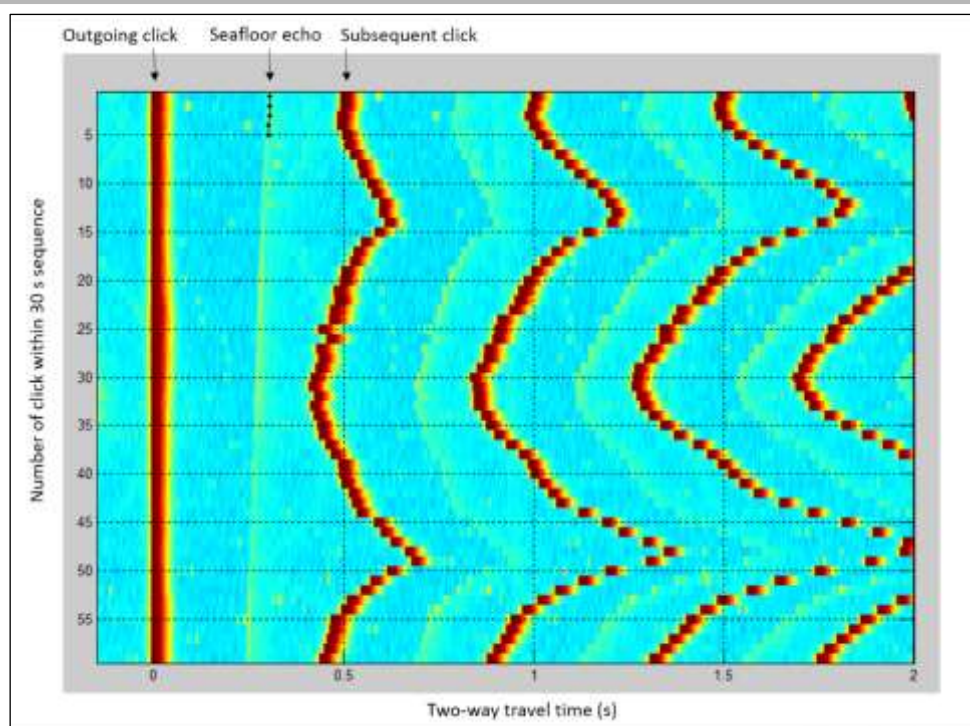 Outgoing click Seafloor echo Subsequent click
5
10
15
20
25
30
35
40
45
50
55
Number of click within 30 s sequence
0 0.5 1 1.5 2
Two-way travel time (s)